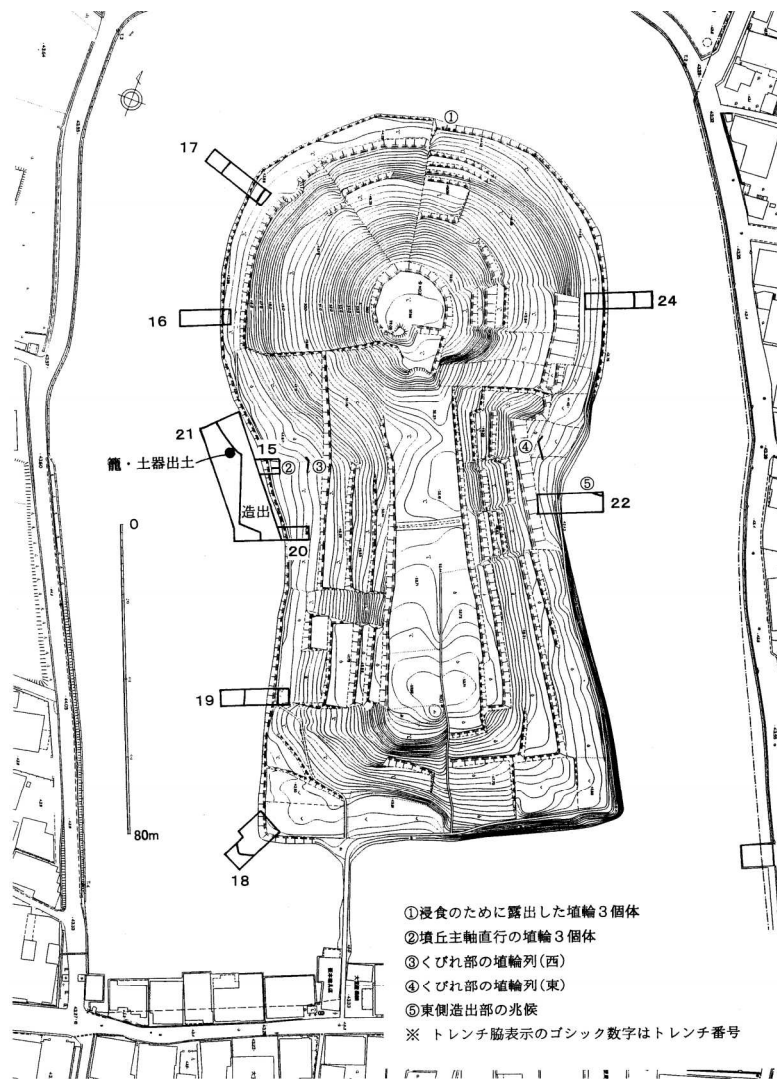 ①
17
24
16
21
15
籠・土器出土
②
③
④
⑤
22
造出
0
20
19
80m
18
①浸食のために露出した埴輪3個体
②墳丘主軸直行の埴輪3個体
③くびれ部の埴輪列(西)
④くびれ部の埴輪列(東)
⑤東側造出部の兆候
※ トレンチ脇表示のゴシック数字はトレンチ番号